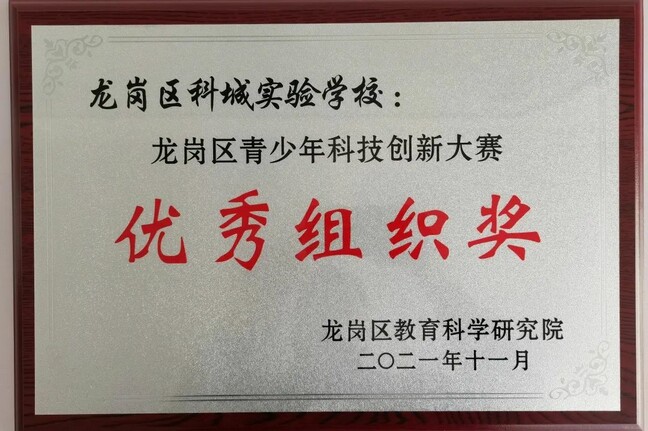 龙岗区科城实验学校：
龙岗区青少年科技创新大赛
优秀组织奖
龙岗区教育科学研究院
二〇二一年十一月